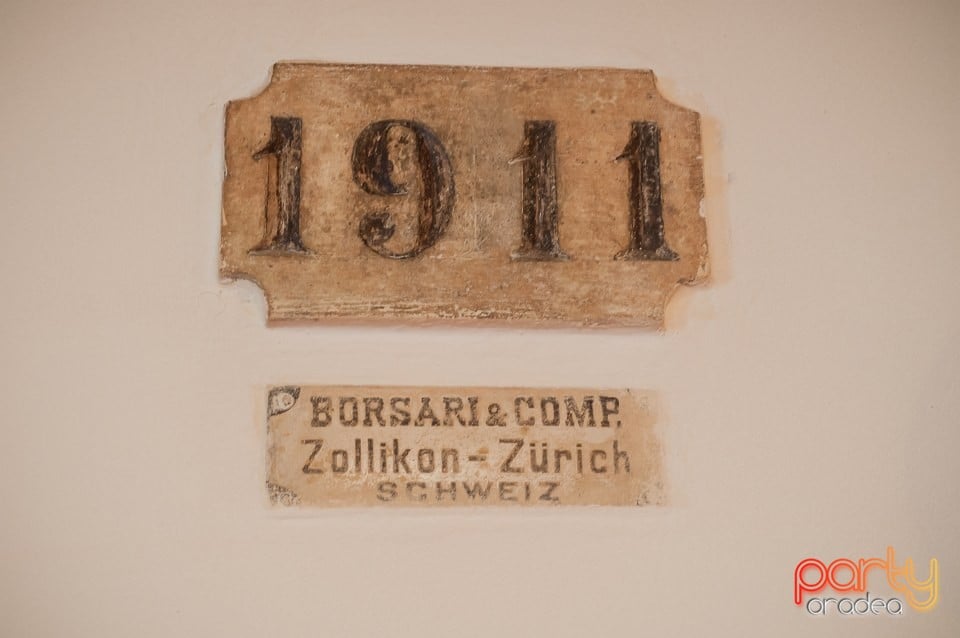 1911
BORSARI & COMP.
Zollikon - Zürich
SCHWEIZ
party
oradea